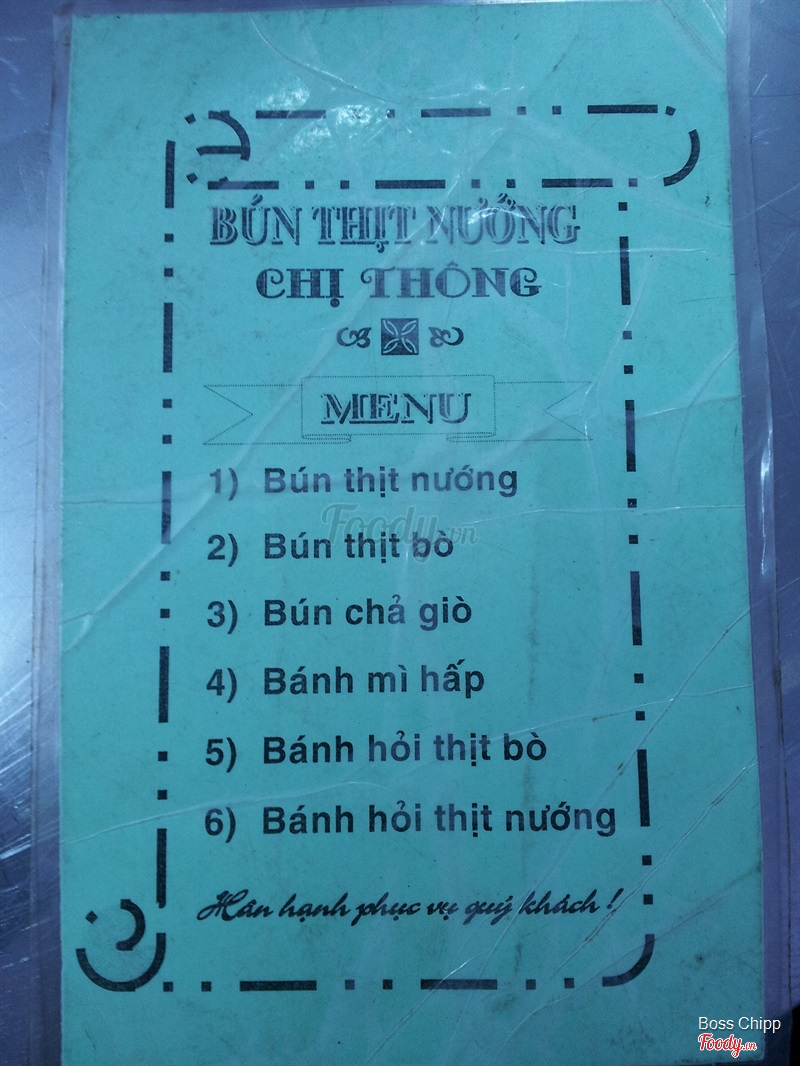 BÚN THỊT NƯỚNG
CHỊ THÔNG
MENU
1) Bún thịt nướng
2) Bún thịt bò
3) Bún chả giò
4) Bánh mì hấp
5) Bánh hỏi thịt bò
6) Bánh hỏi thịt nướng
Hân hạnh phục vụ quý khách !
Foody.vn
Boss Chipp
Foody.vn